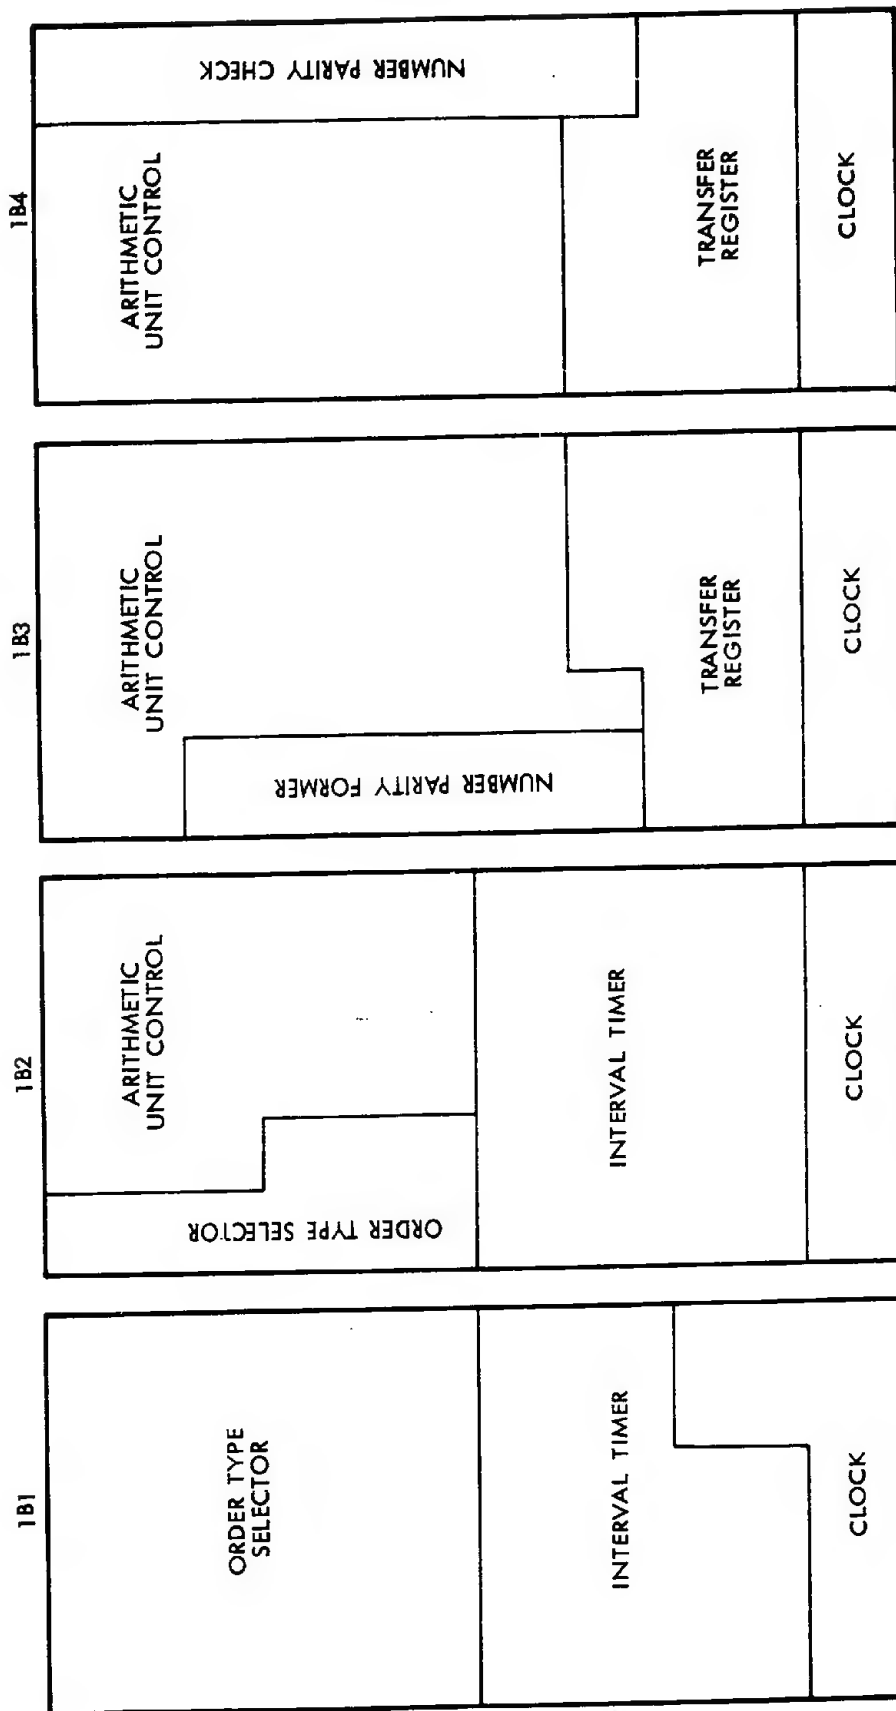 1B1
ORDER TYPE
SELECTOR
INTERVAL TIMER
CLOCK
1B2
ORDER TYPE SELECTOR
ARITHMETIC
UNIT CONTROL
INTERVAL TIMER
CLOCK
1B3
ARITHMETIC
UNIT CONTROL
NUMBER PARITY FORMER
TRANSFER
REGISTER
CLOCK
1B4
ARITHMETIC
UNIT CONTROL
NUMBER PARITY CHECK
TRANSFER
REGISTER
CLOCK